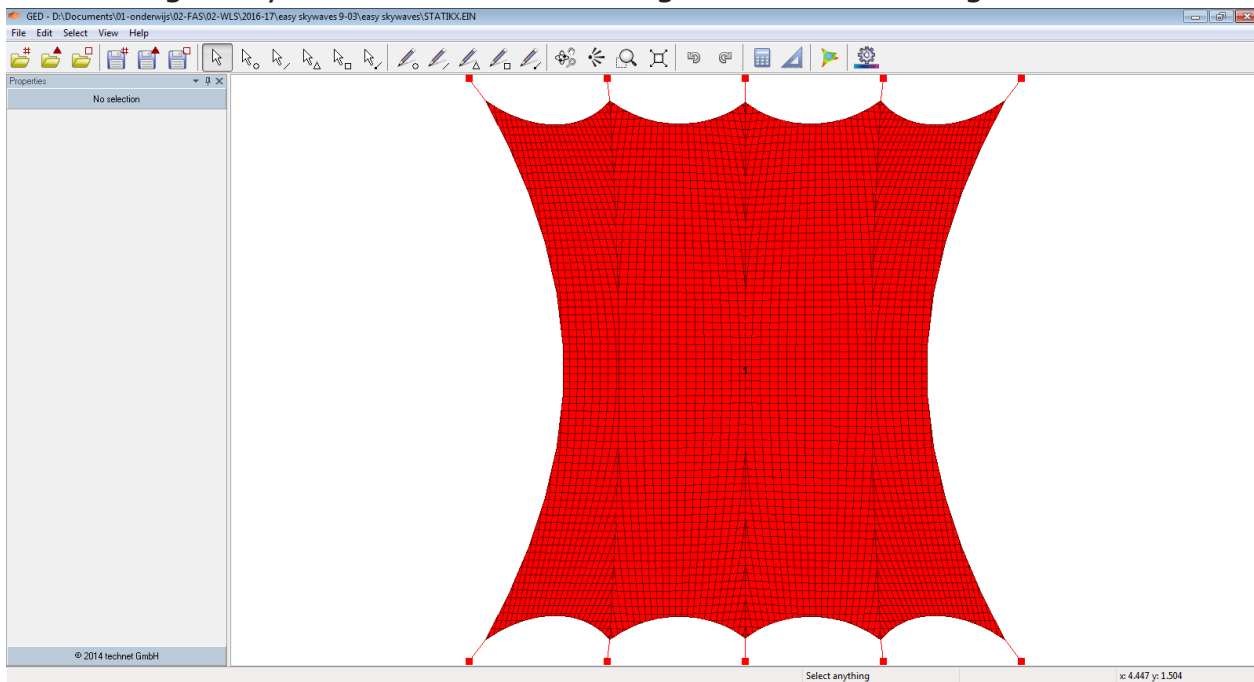 GED - D:\Documents\01-onderwijs\02-FAS\02-WLS\2016-17\easy skywaves 9-03\easy skywaves\STATIKX.EIN
File Edit Select View Help
Properties
No selection
1
© 2014 technet GmbH
Select anything
x: 4.447 y: 1.504